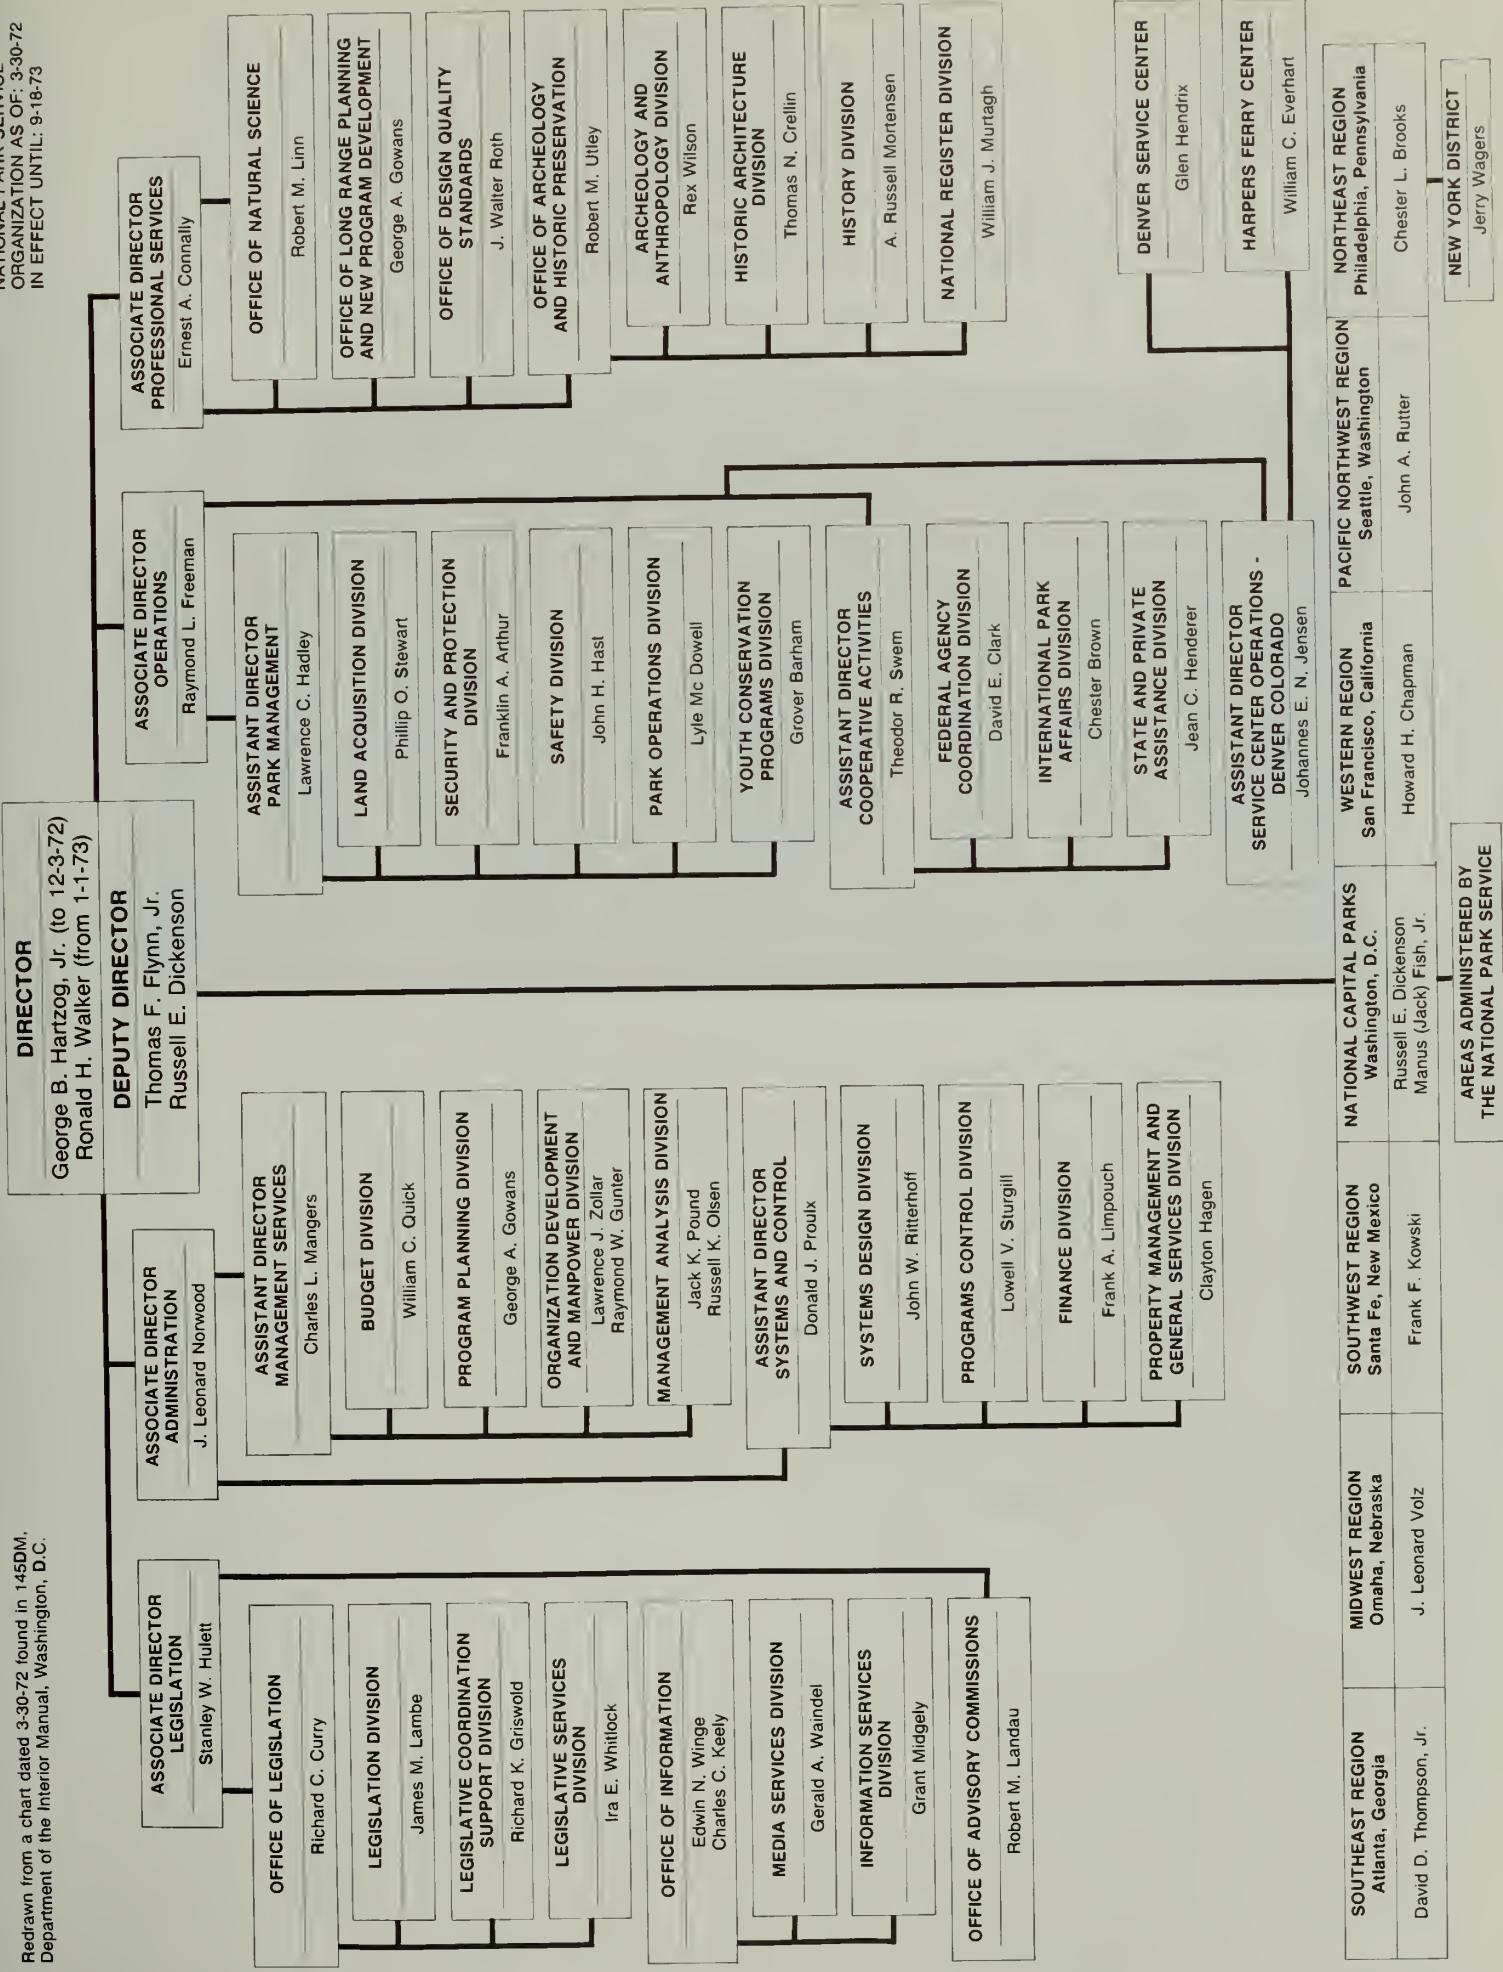 Redrawn from a chart dated 3-30-72 found in 145DM,
Department of the Interior Manual, Washington, D.C.
NATIONAL PARK SERVICE
ORGANIZATION AS OF: 3-30-72
IN EFFECT UNTIL: 9-18-73
DIRECTOR
George B. Hartzog, Jr. (to 12-3-72)
Ronald H. Walker (from 1-1-73)
DEPUTY DIRECTOR
Thomas F. Flynn, Jr.
Russell E. Dickenson
ASSOCIATE DIRECTOR
LEGISLATION
Stanley W. Hulett
OFFICE OF LEGISLATION
Richard C. Curry
LEGISLATION DIVISION
James M. Lambe
LEGISLATIVE COORDINATION
SUPPORT DIVISION
Richard K. Griswold
LEGISLATIVE SERVICES
DIVISION
Ira E. Whitlock
OFFICE OF INFORMATION
Edwin N. Winge
Charles C. Keely
MEDIA SERVICES DIVISION
Gerald A. Waindel
INFORMATION SERVICES
DIVISION
Grant Midgely
OFFICE OF ADVISORY COMMISSIONS
Robert M. Landau
ASSOCIATE DIRECTOR
ADMINISTRATION
J. Leonard Norwood
ASSISTANT DIRECTOR
MANAGEMENT SERVICES
Charles L. Mangers
BUDGET DIVISION
William C. Quick
PROGRAM PLANNING DIVISION
George A. Gowans
ORGANIZATION DEVELOPMENT
AND MANPOWER DIVISION
Lawrence J. Zollar
Raymond W. Gunter
MANAGEMENT ANALYSIS DIVISION
Jack K. Pound
Russell K. Olsen
ASSISTANT DIRECTOR
SYSTEMS AND CONTROL
Donald J. Proulx
SYSTEMS DESIGN DIVISION
John W. Ritterhoff
PROGRAMS CONTROL DIVISION
Lowell V. Sturgill
FINANCE DIVISION
Frank A. Limpouch
PROPERTY MANAGEMENT AND
GENERAL SERVICES DIVISION
Clayton Hagen
ASSOCIATE DIRECTOR
OPERATIONS
Raymond L. Freeman
ASSISTANT DIRECTOR
PARK MANAGEMENT
Lawrence C. Hadley
LAND ACQUISITION DIVISION
Phillip O. Stewart
SECURITY AND PROTECTION
DIVISION
Franklin A. Arthur
SAFETY DIVISION
John H. Hast
PARK OPERATIONS DIVISION
Lyle Mc Dowell
YOUTH CONSERVATION
PROGRAMS DIVISION
Grover Barham
ASSISTANT DIRECTOR
COOPERATIVE ACTIVITIES
Theodor R. Swem
FEDERAL AGENCY
COORDINATION DIVISION
David E. Clark
INTERNATIONAL PARK
AFFAIRS DIVISION
Chester Brown
STATE AND PRIVATE
ASSISTANCE DIVISION
Jean C. Henderer
ASSISTANT DIRECTOR
SERVICE CENTER OPERATIONS -
DENVER COLORADO
Johannes E. N. Jensen
ASSOCIATE DIRECTOR
PROFESSIONAL SERVICES
Ernest A. Connally
OFFICE OF NATURAL SCIENCE
Robert M. Linn
OFFICE OF LONG RANGE PLANNING
AND NEW PROGRAM DEVELOPMENT
George A. Gowans
OFFICE OF DESIGN QUALITY
STANDARDS
J. Walter Roth
OFFICE OF ARCHEOLOGY
AND HISTORIC PRESERVATION
Robert M. Utley
ARCHEOLOGY AND
ANTHROPOLOGY DIVISION
Rex Wilson
HISTORIC ARCHITECTURE
DIVISION
Thomas N. Crellin
HISTORY DIVISION
A. Russell Mortensen
NATIONAL REGISTER DIVISION
William J. Murtagh
DENVER SERVICE CENTER
Glen Hendrix
HARPERS FERRY CENTER
William C. Everhart
SOUTHEAST REGION
Atlanta, Georgia
David D. Thompson, Jr.
MIDWEST REGION
Omaha, Nebraska
J. Leonard Volz
SOUTHWEST REGION
Santa Fe, New Mexico
Frank F. Kowski
NATIONAL CAPITAL PARKS
Washington, D.C.
Russell E. Dickenson
Manus (Jack) Fish, Jr.
WESTERN REGION
San Francisco, California
Howard H. Chapman
PACIFIC NORTHWEST REGION
Seattle, Washington
John A. Rutter
NORTHEAST REGION
Philadelphia, Pennsylvania
Chester L. Brooks
NEW YORK DISTRICT
Jerry Wagers
AREAS ADMINISTERED BY
THE NATIONAL PARK SERVICE